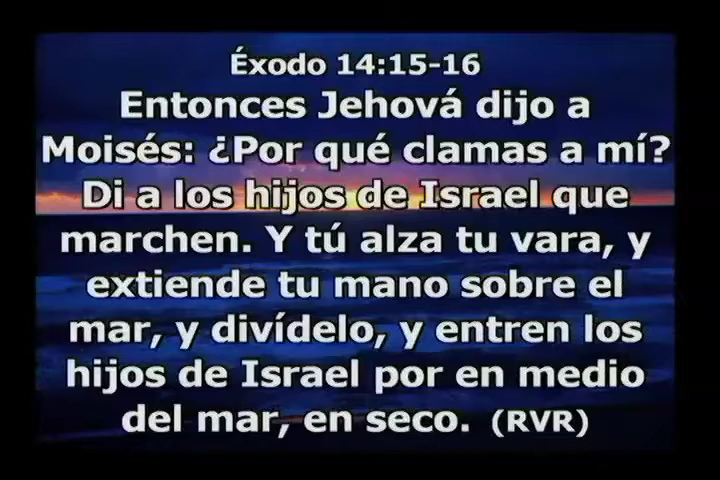 Éxodo 14:15-16
Entonces Jehová dijo a
Moisés: ¿Por qué clamas a mí?
Di a los hijos de Israel que
marchen. Y tú alza tu vara, y
extiende tu mano sobre el
mar, y divídelo, y entren los
hijos de Israel por en medio
del mar, en seco. (RVR)